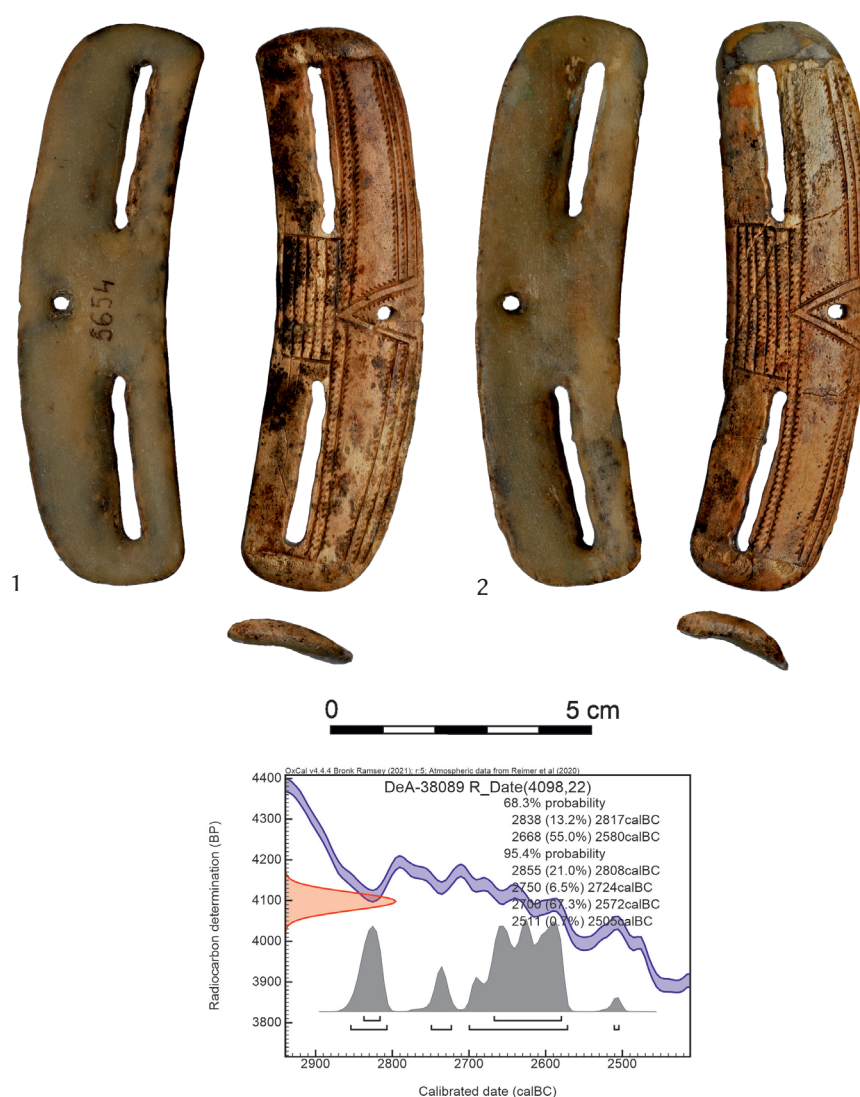 5654
1
2
0 5 cm
OxCal v4.4.4 Bronk Ramsey (2021); r:5; Atmospheric data from Reimer et al (2020)
DeA-38089 R_Date(4098,22)
68.3% probability
2838 (13.2%) 2817calBC
2668 (55.0%) 2580calBC
95.4% probability
2855 (21.0%) 2808calBC
2750 (6.5%) 2724calBC
2700 (67.3%) 2572calBC
2511 (0.7%) 2505calBC
Radiocarbon determination (BP)
4400
4300
4200
4100
4000
3900
3800
2900 2800 2700 2600 2500
Calibrated date (calBC)